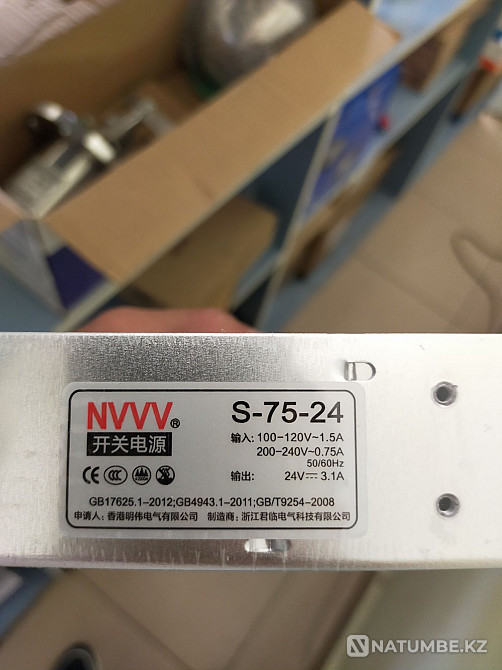 NVVV®
开关电源
S-75-24
输入: 100-120V~1.5A
200-240V~0.75A
50/60Hz
输出: 24V⎓3.1A
GB17625.1-2012;GB4943.1-2011;GB/T9254-2008
申请人: 香港明伟电气有限公司 制造商: 浙江君临电气科技有限公司
NATUMBE.KZ